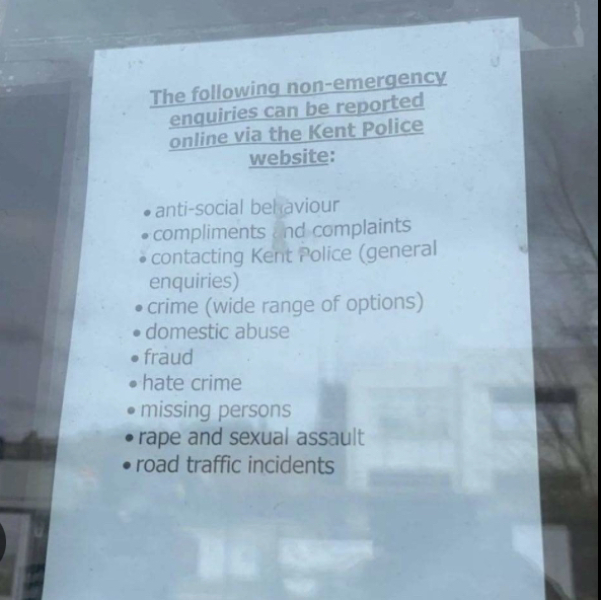 The following non-emergency
enquiries can be reported
online via the Kent Police
website:
• anti-social behaviour
• compliments and complaints
• contacting Kent Police (general
enquiries)
• crime (wide range of options)
• domestic abuse
• fraud
• hate crime
• missing persons
• rape and sexual assault
• road traffic incidents